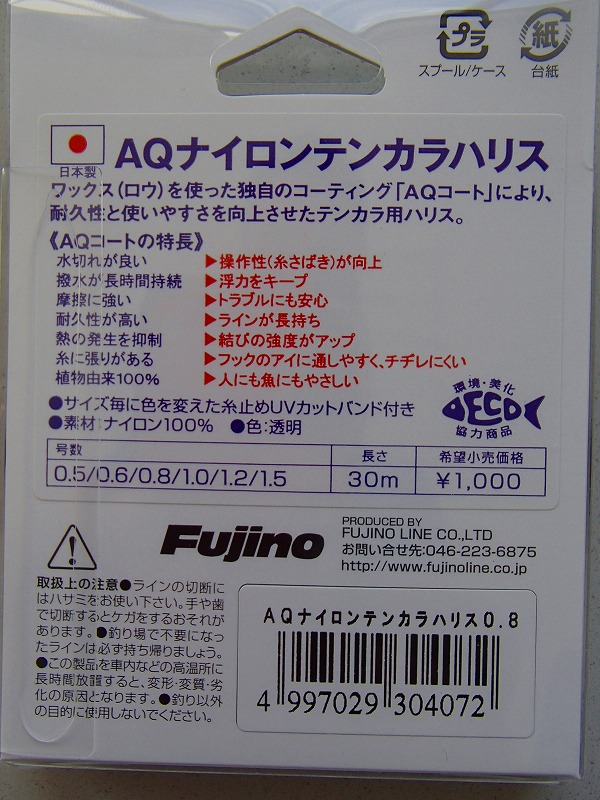 プラ
紙
スプール/ケース
台紙
日本製
AQナイロンテンカラハリス
ワックス(ロウ)を使った独自のコーティング「AQコート」により、
耐久性と使いやすさを向上させたテンカラ用ハリス。
《AQコートの特長》
水切れが良い ▶操作性(糸さばき)が向上
撥水が長時間持続 ▶浮力をキープ
摩擦に強い ▶トラブルにも安心
耐久性が高い ▶ラインが長持ち
熱の発生を抑制 ▶結びの強度がアップ
糸に張りがある ▶フックのアイに通しやすく、チヂレにくい
植物由来100% ▶人にも魚にもやさしい
●サイズ毎に色を変えた糸止めUVカットバンド付き
●素材:ナイロン100% ●色:透明
環境・美化
ECO
協力商品
号数 長さ 希望小売価格
0.5/0.6/0.8/1.0/1.2/1.5 30m ¥1,000
Fujino
PRODUCED BY
FUJINO LINE CO.,LTD
お問い合せ先:046-223-6875
http://www.fujinoline.co.jp
取扱上の注意●ラインの切断に
はハサミをお使い下さい。手や歯
で切断するとケガをするおそれが
あります。●釣り場で不要になっ
たラインは必ず持ち帰りましょう。
●この製品を車内などの高温所に
長時間放置すると、変形・変質・劣
化の原因となります。●釣り以外
の目的に使用しないでください。
AQナイロンテンカラハリス0.8
4 997029 304072